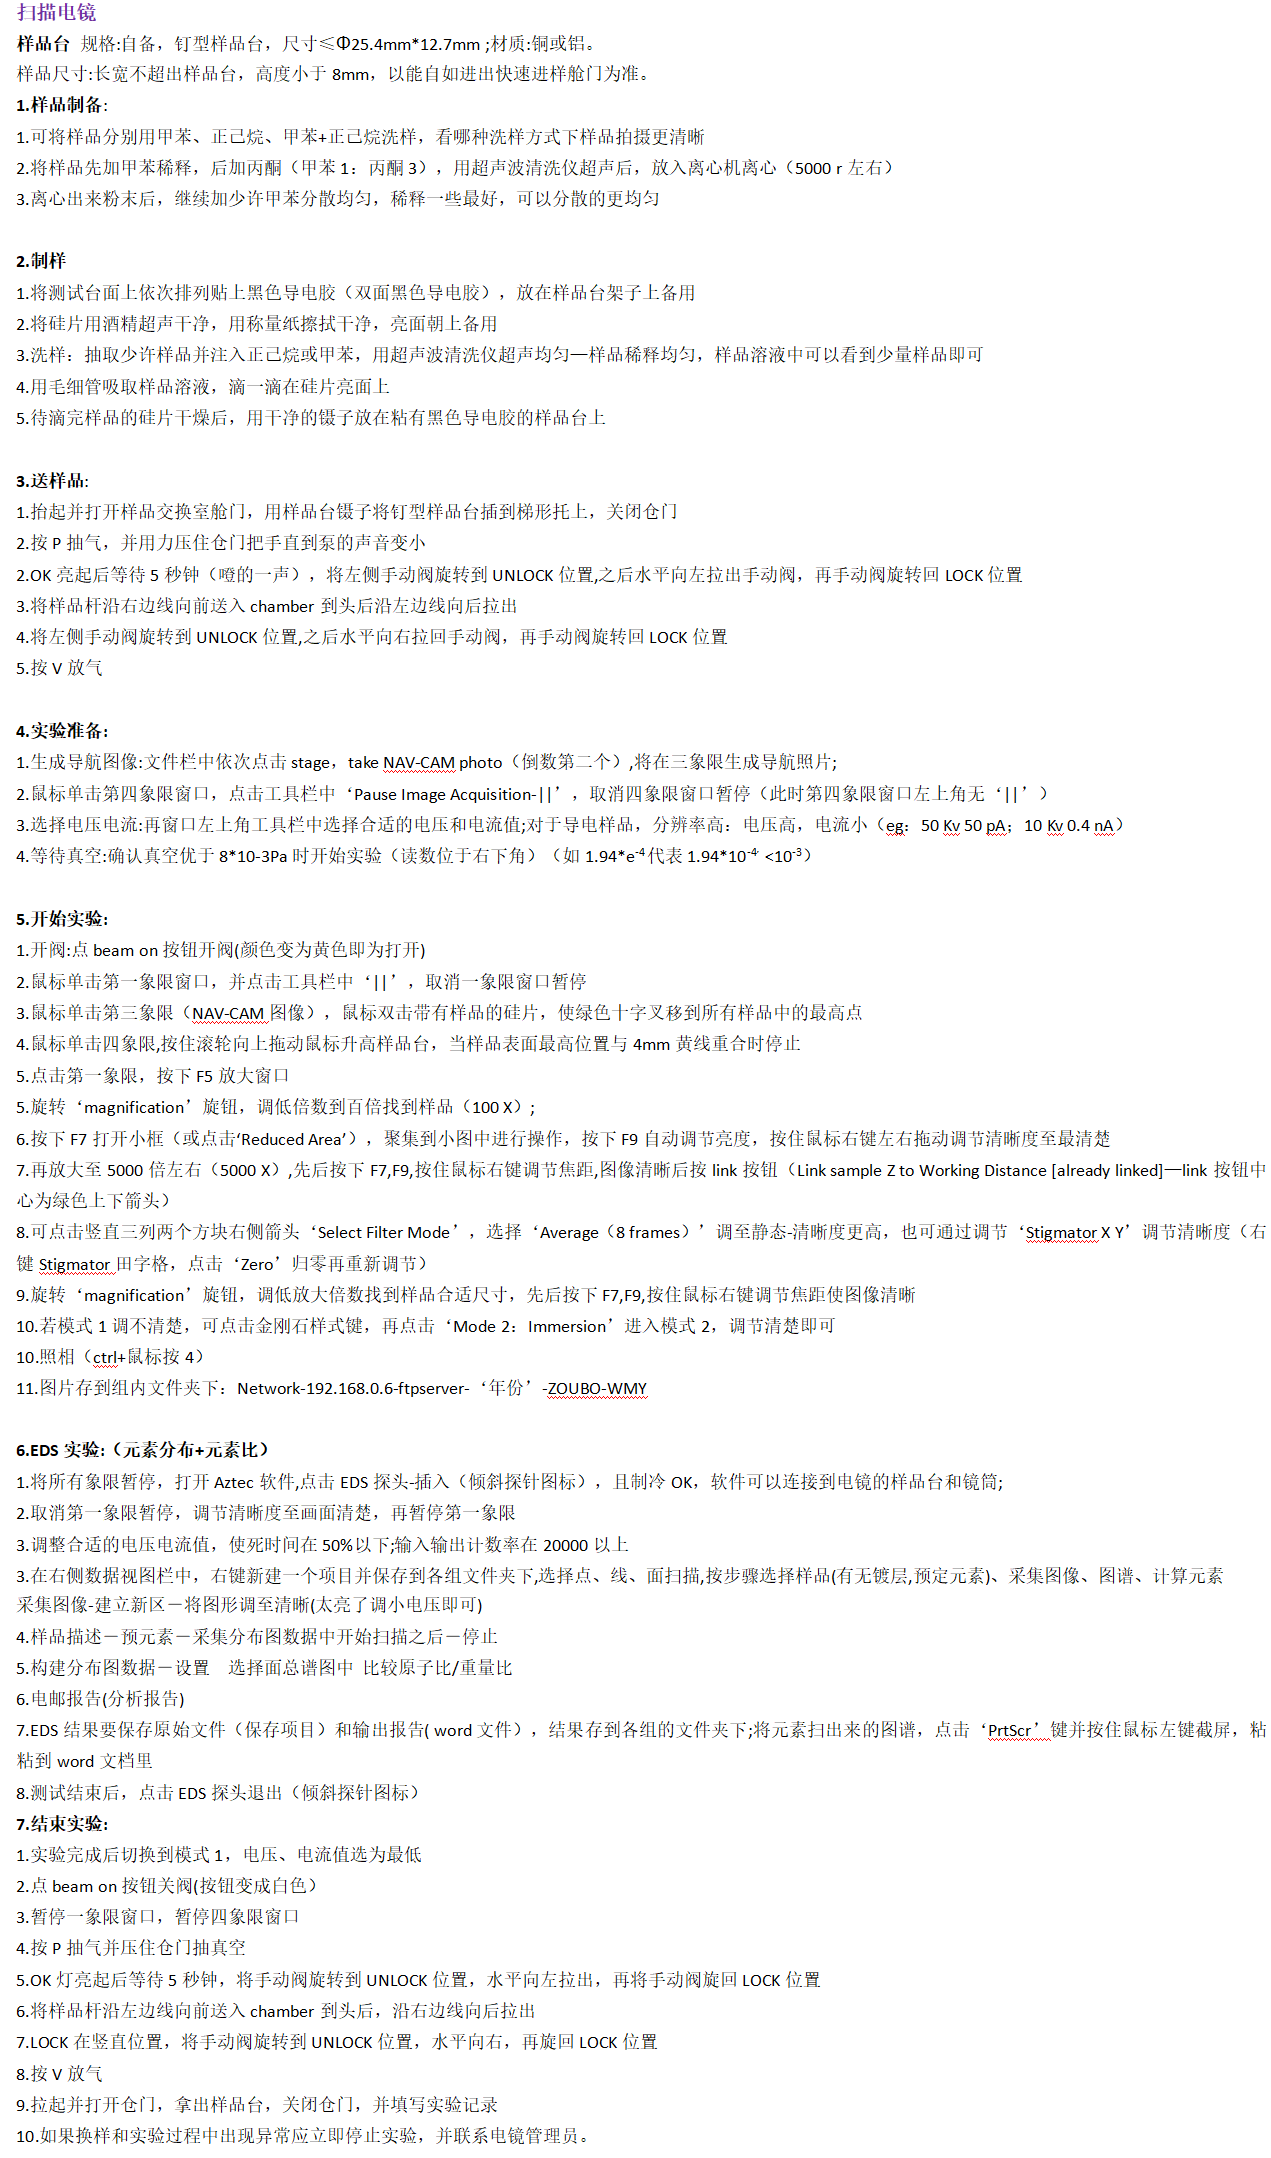 扫描电镜
样品台  规格:自备，钉型样品台，尺寸≤Φ25.4mm*12.7mm ;材质:铜或铝。
样品尺寸:长宽不超出样品台，高度小于 8mm，以能自如进出快速进样舱门为准。
1.样品制备:
1.可将样品分别用甲苯、正己烷、甲苯+正己烷洗样，看哪种洗样方式下样品拍摄更清晰
2.将样品先加甲苯稀释，后加丙酮（甲苯 1：丙酮 3），用超声波清洗仪超声后，放入离心机离心（5000 r 左右）
3.离心出来粉末后，继续加少许甲苯分散均匀，稀释一些最好，可以分散的更均匀
2.制样
1.将测试台面上依次排列贴上黑色导电胶（双面黑色导电胶），放在样品台架子上备用
2.将硅片用酒精超声干净，用称量纸擦拭干净，亮面朝上备用
3.洗样：抽取少许样品并注入正己烷或甲苯，用超声波清洗仪超声均匀—样品稀释均匀，样品溶液中可以看到少量样品即可
4.用毛细管吸取样品溶液，滴一滴在硅片亮面上
5.待滴完样品的硅片干燥后，用干净的镊子放在粘有黑色导电胶的样品台上
3.送样品:
1.抬起并打开样品交换室舱门，用样品台镊子将钉型样品台插到梯形托上，关闭仓门
2.按 P 抽气，并用力压住仓门把手直到泵的声音变小
2.OK 亮起后等待 5 秒钟（噔的一声），将左侧手动阀旋转到 UNLOCK 位置,之后水平向左拉出手动阀，再手动阀旋转回 LOCK 位置
3.将样品杆沿右边线向前送入 chamber 到头后沿左边线向后拉出
4.将左侧手动阀旋转到 UNLOCK 位置,之后水平向右拉回手动阀，再手动阀旋转回 LOCK 位置
5.按 V 放气
4.实验准备:
1.生成导航图像:文件栏中依次点击 stage，take NAV-CAM photo（倒数第二个）,将在三象限生成导航照片;
2.鼠标单击第四象限窗口，点击工具栏中‘Pause Image Acquisition-||’，取消四象限窗口暂停（此时第四象限窗口左上角无‘||’）
3.选择电压电流:再窗口左上角工具栏中选择合适的电压和电流值;对于导电样品，分辨率高：电压高，电流小（eg：50 Kv 50 pA；10 Kv 0.4 nA）
4.等待真空:确认真空优于 8*10-3Pa 时开始实验（读数位于右下角）（如 1.94*e-4 代表 1.94*10-4 <10-3）
5.开始实验:
1.开阀:点 beam on 按钮开阀(颜色变为黄色即为打开)
2.鼠标单击第一象限窗口，并点击工具栏中‘||’，取消一象限窗口暂停
3.鼠标单击第三象限（NAV-CAM 图像），鼠标双击带有样品的硅片，使绿色十字叉移到所有样品中的最高点
4.鼠标单击四象限,按住滚轮向上拖动鼠标升高样品台，当样品表面最高位置与 4mm 黄线重合时停止
5.点击第一象限，按下 F5 放大窗口
5.旋转‘magnification’旋钮，调低倍数到百倍找到样品（100 X）;
6.按下 F7 打开小框（或点击‘Reduced Area’），聚集到小图中进行操作，按下 F9 自动调节亮度，按住鼠标右键左右拖动调节清晰度至最清楚
7.再放大至 5000 倍左右（5000 X）,先后按下 F7,F9,按住鼠标右键调节焦距,图像清晰后按 link 按钮（Link sample Z to Working Distance [already linked]—link 按钮中
心为绿色上下箭头）
8.可点击竖直三列两个方块右侧箭头‘Select Filter Mode’，选择‘Average（8 frames）’调至静态-清晰度更高，也可通过调节‘Stigmator X Y’调节清晰度（右
键 Stigmator 田字格，点击‘Zero’归零再重新调节）
9.旋转‘magnification’旋钮，调低放大倍数找到样品合适尺寸，先后按下 F7,F9,按住鼠标右键调节焦距使图像清晰
10.若模式 1 调不清楚，可点击金刚石样式键，再点击‘Mode 2：Immersion’进入模式 2，调节清楚即可
10.照相（ctrl+鼠标按 4）
11.图片存到组内文件夹下：Network-192.168.0.6-ftpserver-‘年份’-ZOUBO-WMY
6.EDS 实验:（元素分布+元素比）
1.将所有象限暂停，打开 Aztec 软件,点击 EDS 探头-插入（倾斜探针图标），且制冷 OK，软件可以连接到电镜的样品台和镜筒;
2.取消第一象限暂停，调节清晰度至画面清楚，再暂停第一象限
3.调整合适的电压电流值，使死时间在 50%以下;输入输出计数率在 20000 以上
3.在右侧数据视图栏中，右键新建一个项目并保存到各组文件夹下,选择点、线、面扫描,按步骤选择样品(有无镀层,预定元素)、采集图像、图谱、计算元素
采集图像-建立新区－将图形调至清晰(太亮了调小电压即可)
4.样品描述－预元素－采集分布图数据中开始扫描之后－停止
5.构建分布图数据－设置    选择面总谱图中  比较原子比/重量比
6.电邮报告(分析报告)
7.EDS 结果要保存原始文件（保存项目）和输出报告( word 文件），结果存到各组的文件夹下;将元素扫出来的图谱，点击‘PrtScr’键并按住鼠标左键截屏，粘
粘到 word 文档里
8.测试结束后，点击 EDS 探头退出（倾斜探针图标）
7.结束实验:
1.实验完成后切换到模式 1，电压、电流值选为最低
2.点 beam on 按钮关阀(按钮变成白色）
3.暂停一象限窗口，暂停四象限窗口
4.按 P 抽气并压住仓门抽真空
5.OK 灯亮起后等待 5 秒钟，将手动阀旋转到 UNLOCK 位置，水平向左拉出，再将手动阀旋回 LOCK 位置
6.将样品杆沿左边线向前送入 chamber 到头后，沿右边线向后拉出
7.LOCK 在竖直位置，将手动阀旋转到 UNLOCK 位置，水平向右，再旋回 LOCK 位置
8.按 V 放气
9.拉起并打开仓门，拿出样品台，关闭仓门，并填写实验记录
10.如果换样和实验过程中出现异常应立即停止实验，并联系电镜管理员。